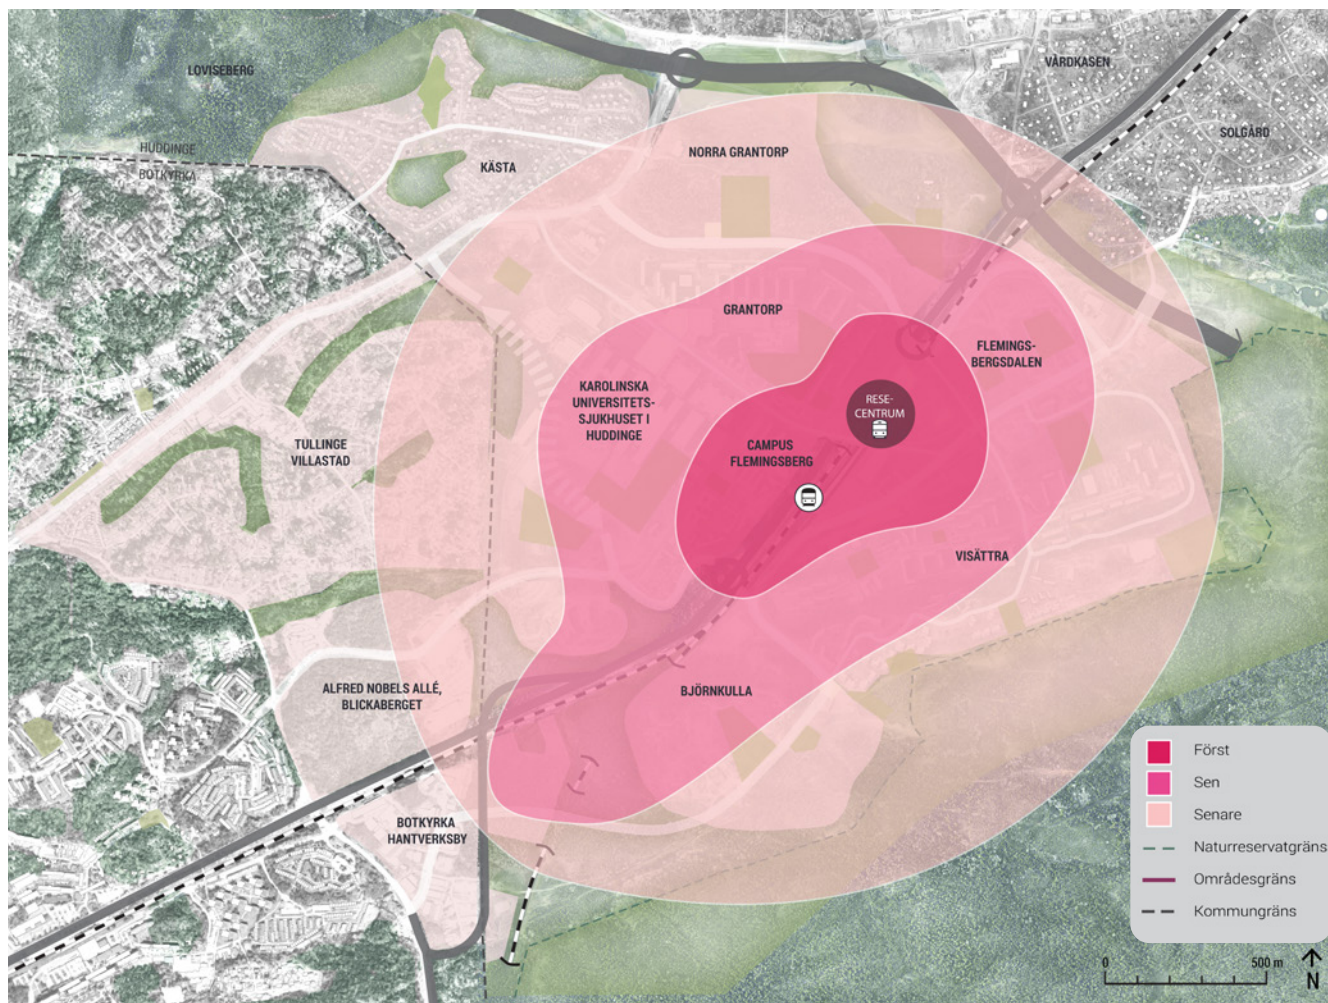 LOVISEBERG
VÅRDKASEN
SOLGÅRD
HUDDINGE
BOTKYRKA
KÄSTA
NORRA GRANTORP
GRANTORP
FLEMINGS-
BERGSDALEN
KAROLINSKA
UNIVERSITETS-
SJUKHUSET I
HUDDINGE
RESE-
CENTRUM
CAMPUS
FLEMINGSBERG
TULLINGE
VILLASTAD
VISÄTTRA
ALFRED NOBELS ALLÉ,
BLICKABERGET
BJÖRNKULLA
BOTKYRKA
HANTVERKSBY
Först
Sen
Senare
Naturreservatgräns
Områdesgräns
Kommungräns
0 500 m
N